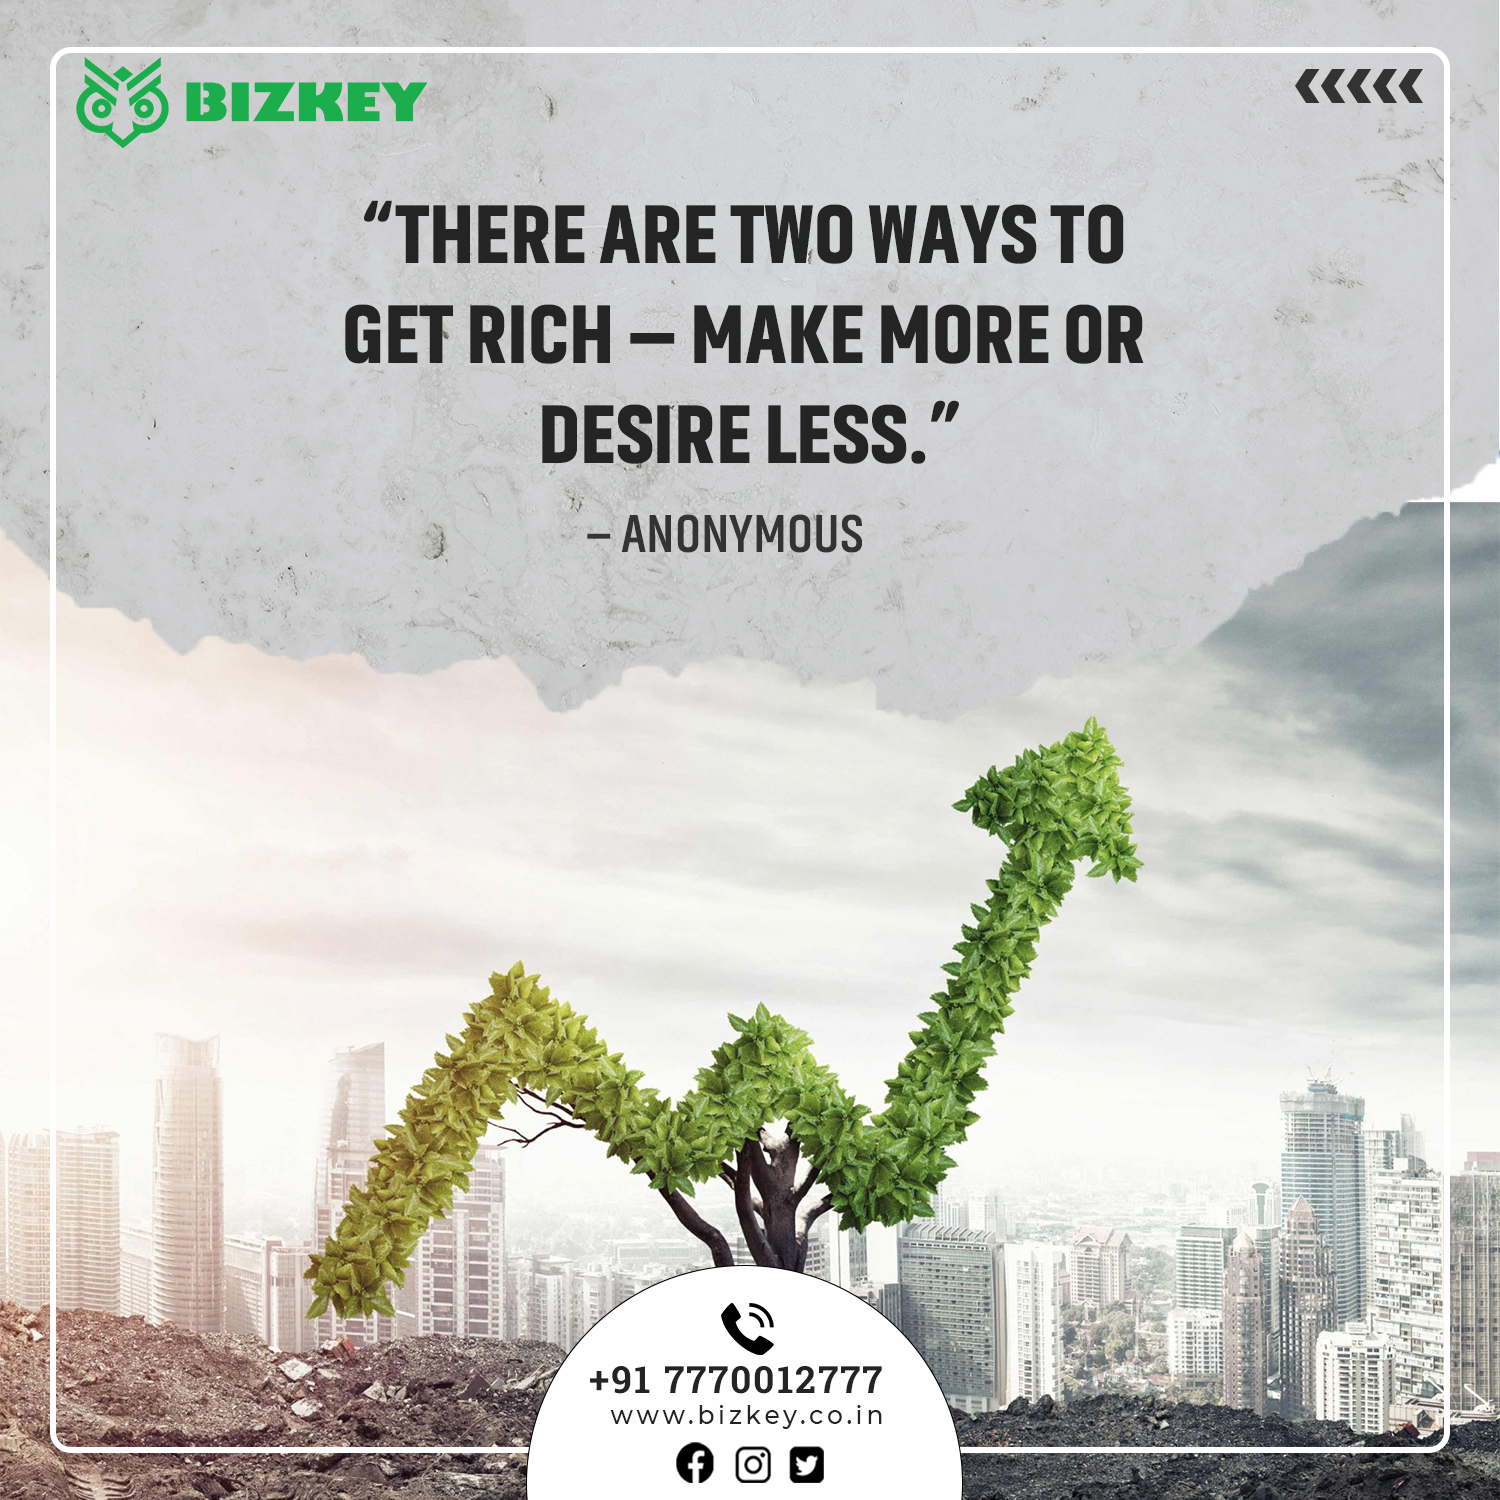 BIZKEY
“THERE ARE TWO WAYS TO
GET RICH – MAKE MORE OR
DESIRE LESS.”
– ANONYMOUS
+91 7770012777
www.bizkey.co.in